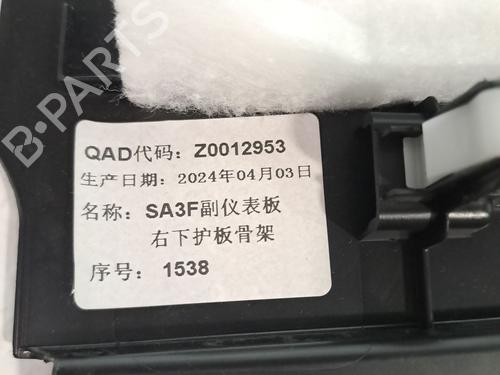 B-PARTS
QAD代码: Z0012953
生产日期: 2024年04月03日
名称: SA3F副仪表板
右下护板骨架
序号: 1538